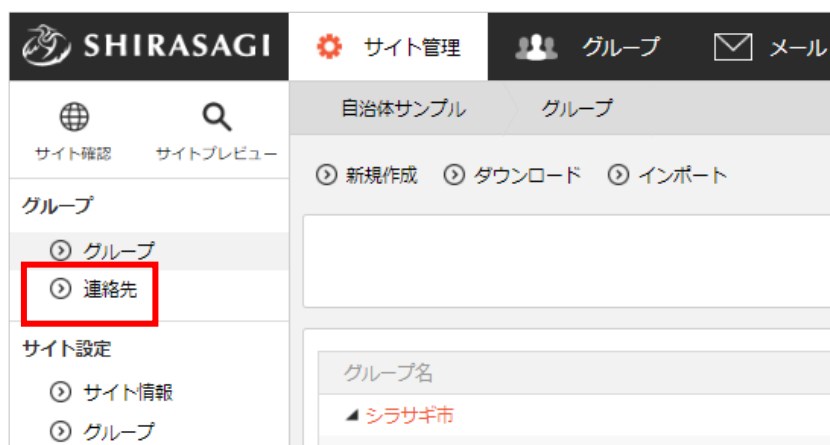 SHIRASAGI
サイト管理
グループ
メール
サイト確認
サイトプレビュー
自治体サンプル
グループ
新規作成
ダウンロード
インポート
グループ
グループ
連絡先
サイト設定
サイト情報
グループ
グループ名
シラサギ市